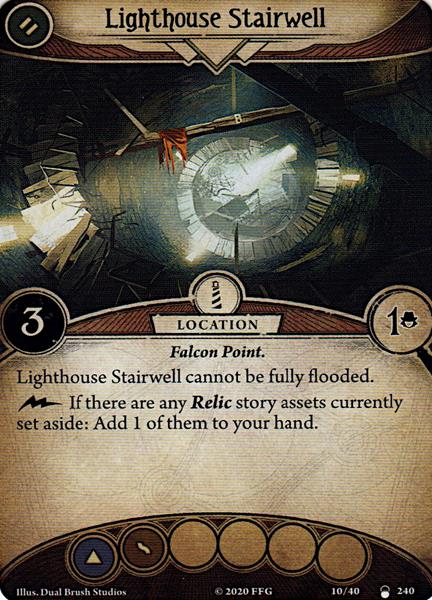 Lighthouse Stairwell
B
3
LOCATION
1
Falcon Point.
Lighthouse Stairwell cannot be fully flooded.
If there are any Relic story assets currently
set aside: Add 1 of them to your hand.
Illus. Dual Brush Studios
© 2020 FFG
10/40
240